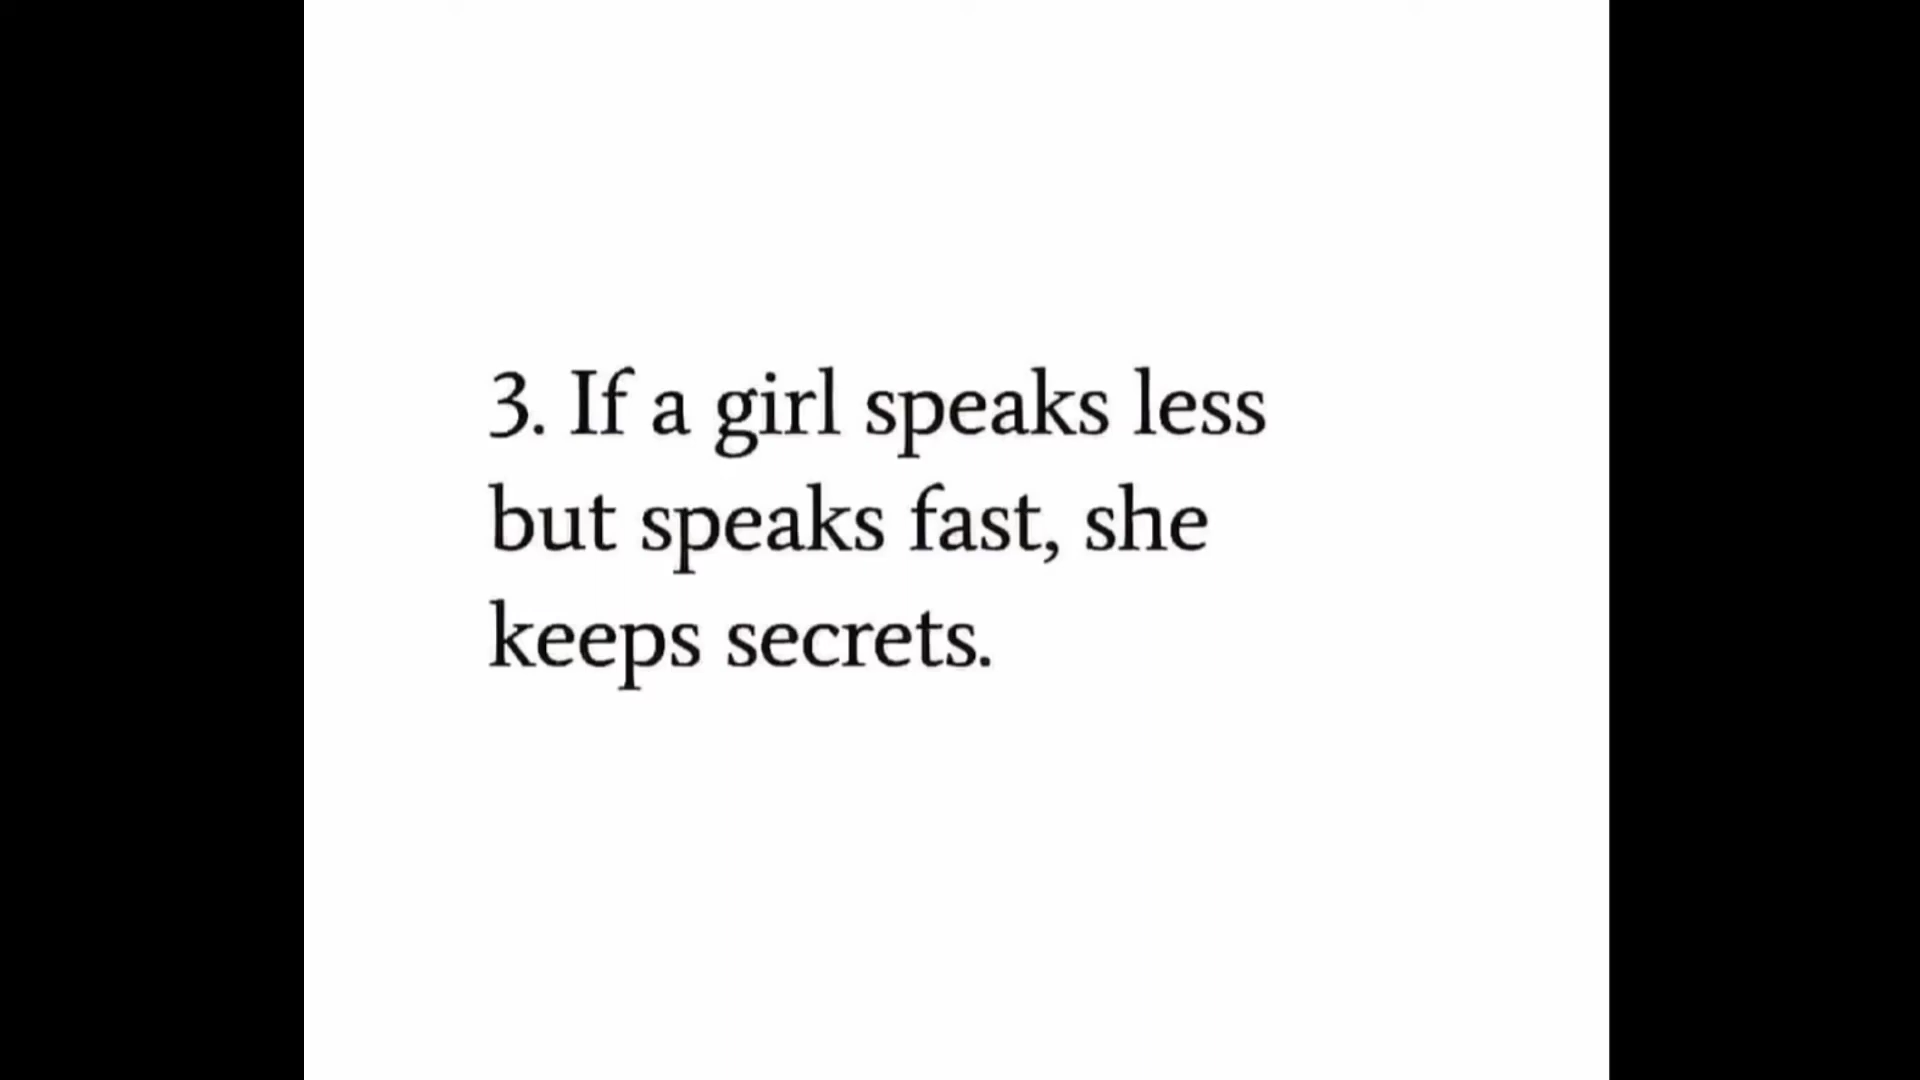 3. If a girl speaks less
but speaks fast, she
keeps secrets.